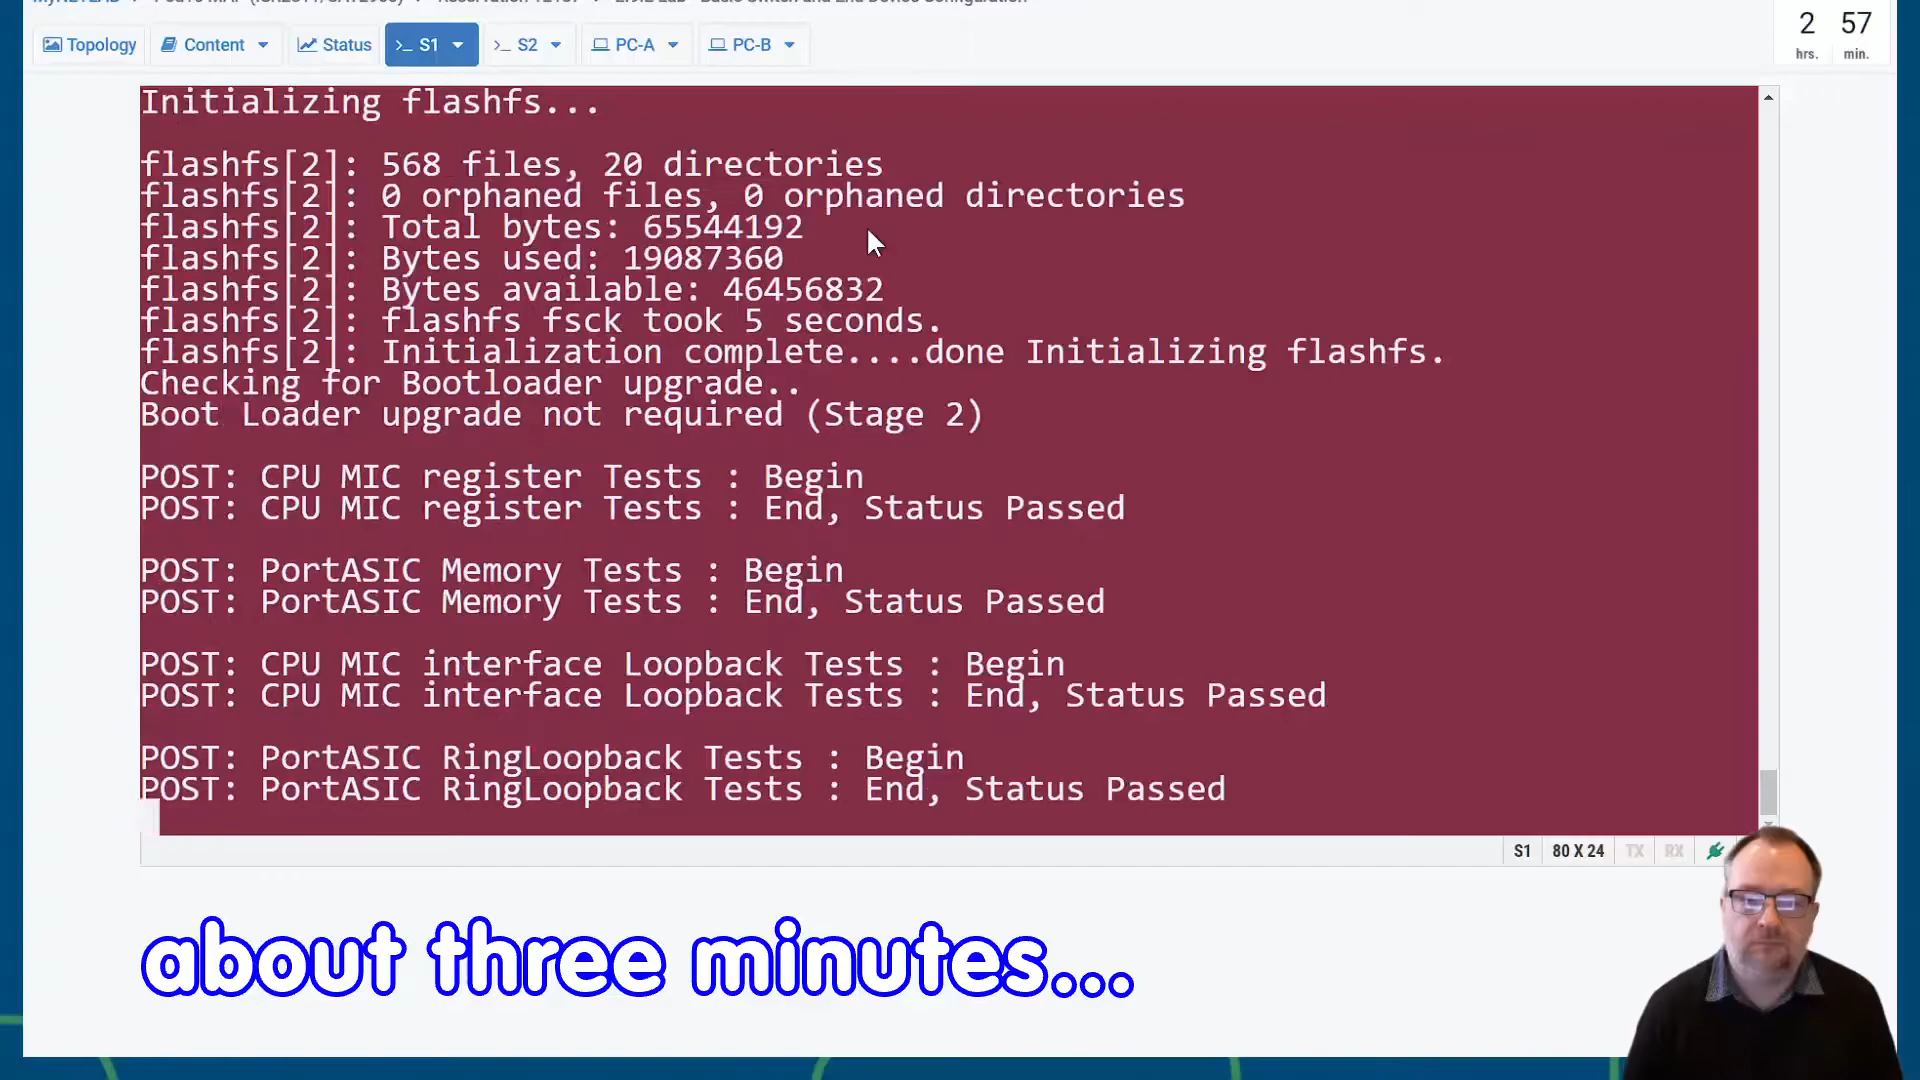 Topology Content Status >_ S1 >_ S2 PC-A PC-B
2 57
hrs. min.
Initializing flashfs...
flashfs[2]: 568 files, 20 directories
flashfs[2]: 0 orphaned files, 0 orphaned directories
flashfs[2]: Total bytes: 65544192
flashfs[2]: Bytes used: 19087360
flashfs[2]: Bytes available: 46456832
flashfs[2]: flashfs fsck took 5 seconds.
flashfs[2]: Initialization complete....done Initializing flashfs.
Checking for Bootloader upgrade..
Boot Loader upgrade not required (Stage 2)
POST: CPU MIC register Tests : Begin
POST: CPU MIC register Tests : End, Status Passed
POST: PortASIC Memory Tests : Begin
POST: PortASIC Memory Tests : End, Status Passed
POST: CPU MIC interface Loopback Tests : Begin
POST: CPU MIC interface Loopback Tests : End, Status Passed
POST: PortASIC RingLoopback Tests : Begin
POST: PortASIC RingLoopback Tests : End, Status Passed
S1 80 X 24 TX RX
about three minutes...